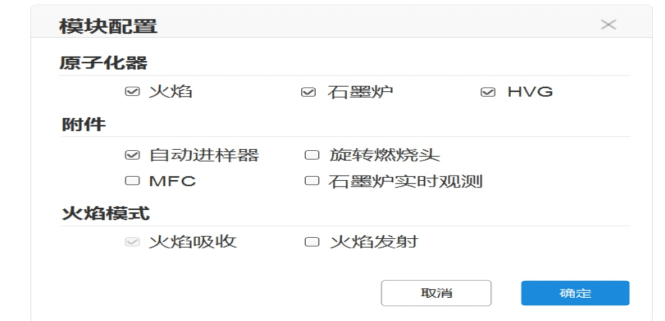 模块配置
原子化器
火焰 石墨炉 HVG
附件
自动进样器 旋转燃烧头
MFC 石墨炉实时观测
火焰模式
火焰吸收 火焰发射
取消 确定